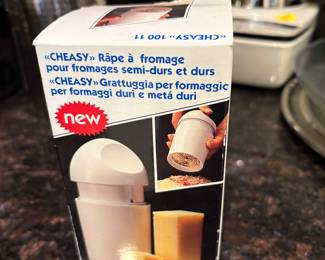 «CHEASY» 100 11
«CHEASY» Râpe à fromage
pour fromages semi-durs et durs
«CHEASY» Grattuggia per formaggic
per formaggi duri e metá duri
new